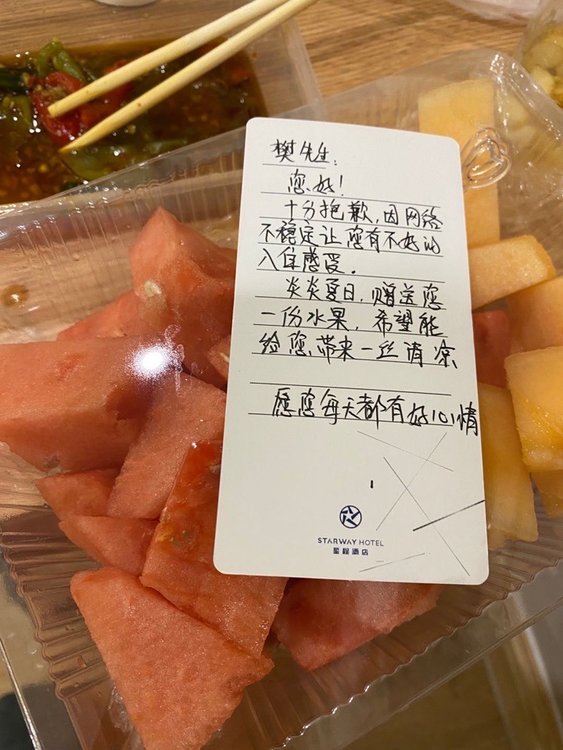 樊先生:
您好!
十分抱歉,因网络
不稳定让您有不好的
入住感受。
炎炎夏日,赠送您
一份水果,希望能
给您带来一丝清凉
愿您每天都有好心情
STARWAY HOTEL
星程酒店